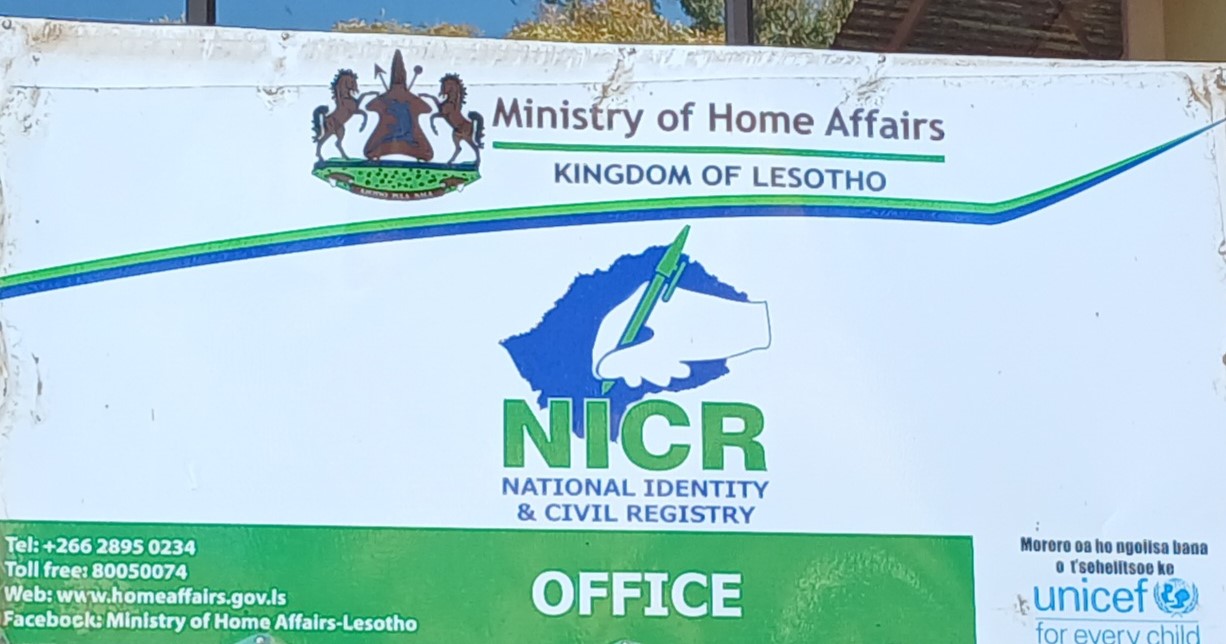 Ministry of Home Affairs
KINGDOM OF LESOTHO
NICR
NATIONAL IDENTITY
& CIVIL REGISTRY
Tel: +266 2895 0234
Toll free: 80050074
Web: www.homeaffairs.gov.ls
Facebook: Ministry of Home Affairs-Lesotho
OFFICE
Morero oa ho ngolisa bana
o t'sehelitsoe ke
unicef
for every child